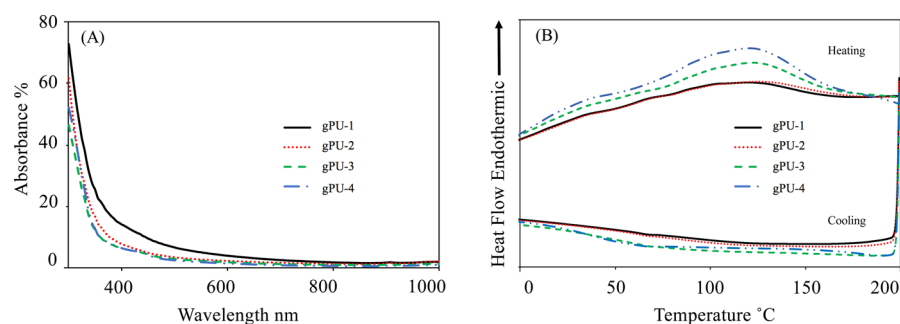 80
(A)
60
40
20
0
400
600
800
1000
Absorbance %
Wavelength nm
gPU-1
gPU-2
gPU-3
gPU-4
(B)
Heating
gPU-1
gPU-2
gPU-3
gPU-4
Cooling
Heat Flow Endothermic
0
50
100
150
200
Temperature ˚C